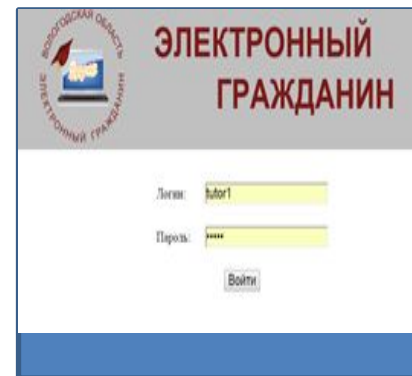 ВОЛОГОДСКАЯ ОБЛАСТЬ
ЭЛЕКТРОННЫЙ ГРАЖДАНИН
ЭЛЕКТРОННЫЙ
ГРАЖДАНИН
Логин: tutor1
Пароль: •••••
Войти